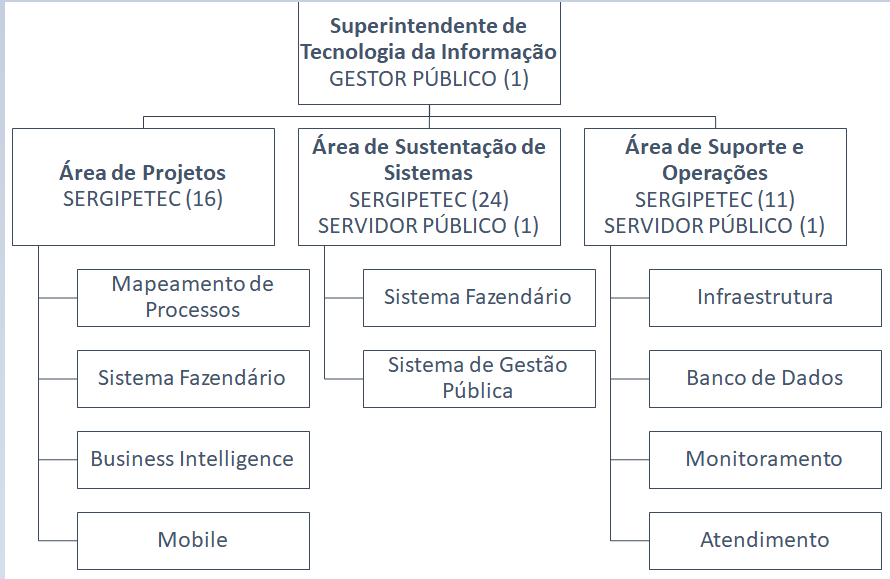 Superintendente de
Tecnologia da Informação
GESTOR PÚBLICO (1)
Área de Projetos
SERGIPETEC (16)
Área de Sustentação de
Sistemas
SERGIPETEC (24)
SERVIDOR PÚBLICO (1)
Área de Suporte e
Operações
SERGIPETEC (11)
SERVIDOR PÚBLICO (1)
Mapeamento de
Processos
Sistema Fazendário
Business Intelligence
Mobile
Sistema Fazendário
Sistema de Gestão
Pública
Infraestrutura
Banco de Dados
Monitoramento
Atendimento